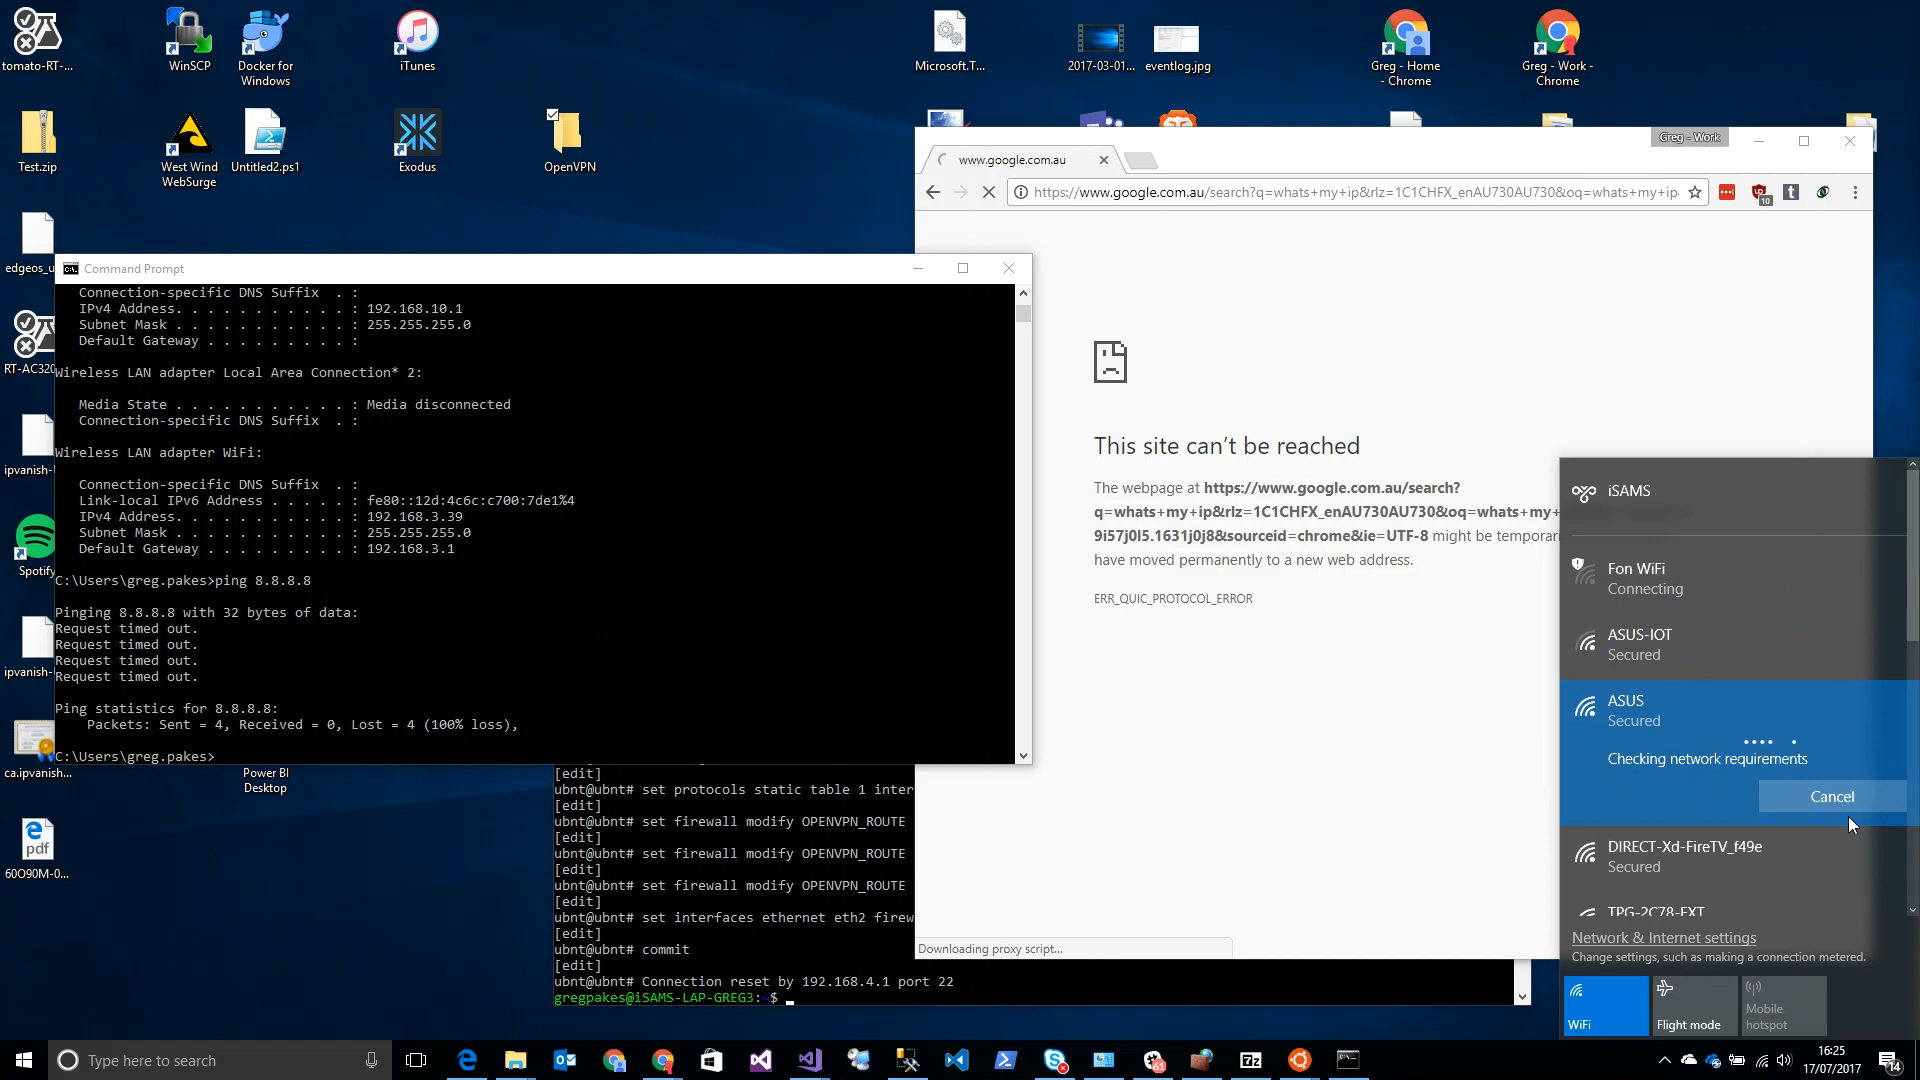 tomato-RT-...
WinSCP
Docker for
Windows
iTunes
Microsoft.T...
2017-03-01...
eventlog.jpg
Greg - Home
- Chrome
Greg - Work -
Chrome
Test.zip
West Wind
WebSurge
Untitled2.ps1
Exodus
OpenVPN
edgeos_u
RT-AC320
ipvanish-
Spotify
ipvanish-
ca.ipvanish...
Power BI
Desktop
pdf
60O90M-0...
Greg - Work
www.google.com.au
https://www.google.com.au/search?q=whats+my+ip&rlz=1C1CHFX_enAU730AU730&oq=whats+my+ip
10
t
This site can't be reached
The webpage at https://www.google.com.au/search?
q=whats+my+ip&rlz=1C1CHFX_enAU730AU730&oq=whats+my+
9i57j0l5.1631j0j8&sourceid=chrome&ie=UTF-8 might be temporari
have moved permanently to a new web address.
ERR_QUIC_PROTOCOL_ERROR
Downloading proxy script...
Command Prompt
Connection-specific DNS Suffix  . :
IPv4 Address. . . . . . . . . . . : 192.168.10.1
Subnet Mask . . . . . . . . . . . : 255.255.255.0
Default Gateway . . . . . . . . . :
Wireless LAN adapter Local Area Connection* 2:
Media State . . . . . . . . . . . : Media disconnected
Connection-specific DNS Suffix  . :
Wireless LAN adapter WiFi:
Connection-specific DNS Suffix  . :
Link-local IPv6 Address . . . . . : fe80::12d:4c6c:c700:7de1%4
IPv4 Address. . . . . . . . . . . : 192.168.3.39
Subnet Mask . . . . . . . . . . . : 255.255.255.0
Default Gateway . . . . . . . . . : 192.168.3.1
C:\Users\greg.pakes>ping 8.8.8.8
Pinging 8.8.8.8 with 32 bytes of data:
Request timed out.
Request timed out.
Request timed out.
Request timed out.
Ping statistics for 8.8.8.8:
Packets: Sent = 4, Received = 0, Lost = 4 (100% loss),
C:\Users\greg.pakes>
[edit]
ubnt@ubnt# set protocols static table 1 inter
[edit]
ubnt@ubnt# set firewall modify OPENVPN_ROUTE
[edit]
ubnt@ubnt# set firewall modify OPENVPN_ROUTE
[edit]
ubnt@ubnt# set firewall modify OPENVPN_ROUTE
[edit]
ubnt@ubnt# set interfaces ethernet eth2 firew
[edit]
ubnt@ubnt# commit
[edit]
ubnt@ubnt# Connection reset by 192.168.4.1 port 22
gregpakes@iSAMS-LAP-GREG3:~$
iSAMS
Fon WiFi
Connecting
ASUS-IOT
Secured
ASUS
Secured
Checking network requirements
Cancel
DIRECT-Xd-FireTV_f49e
Secured
TPG-2C78-EXT
Network & Internet settings
Change settings, such as making a connection metered.
WiFi
Flight mode
Mobile
hotspot
Type here to search
61
7z
16:25
17/07/2017
14